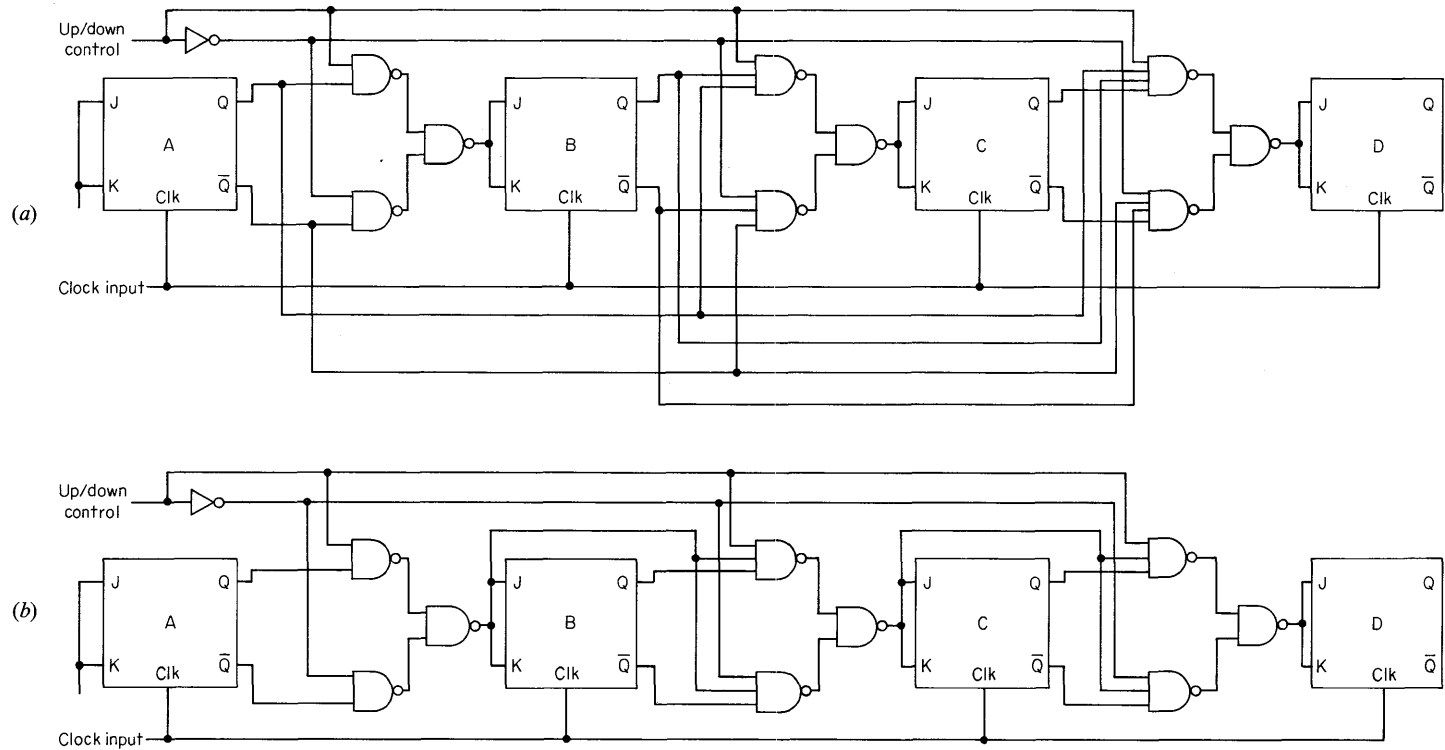 Up/down
control
J Q J Q J Q J Q
A B C D
K Q̅ K Q̅ K Q̅ K Q̅
Clk Clk Clk Clk
(a)
Clock input
Up/down
control
J Q J Q J Q J Q
(b)
A B C D
K Q̅ K Q̅ K Q̅ K Q̅
Clk Clk Clk Clk
Clock input